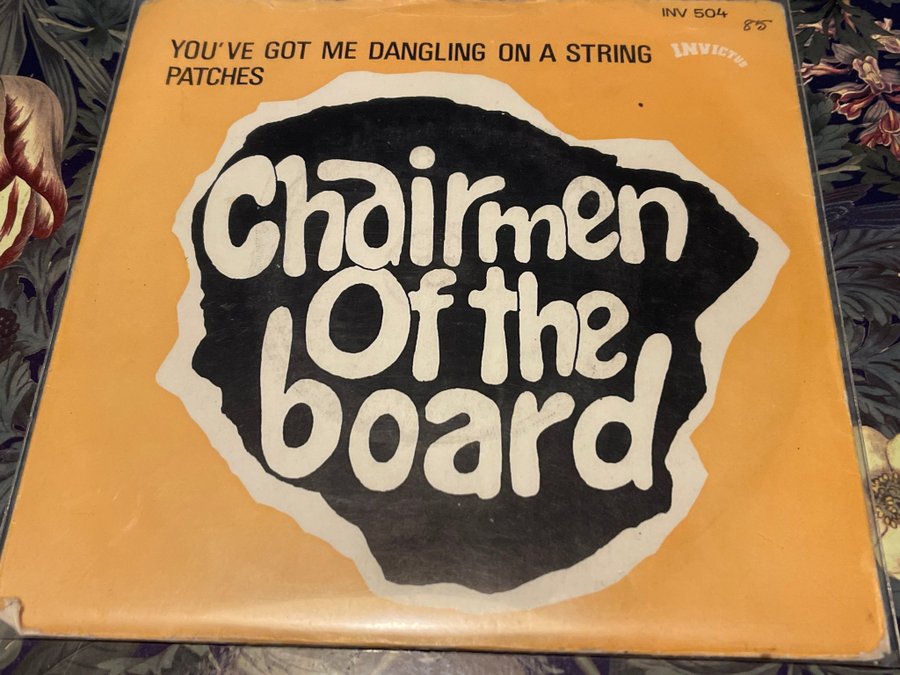 INV 504
85
YOU'VE GOT ME DANGLING ON A STRING
INVICTUS
PATCHES
Chairmen
Of the
board